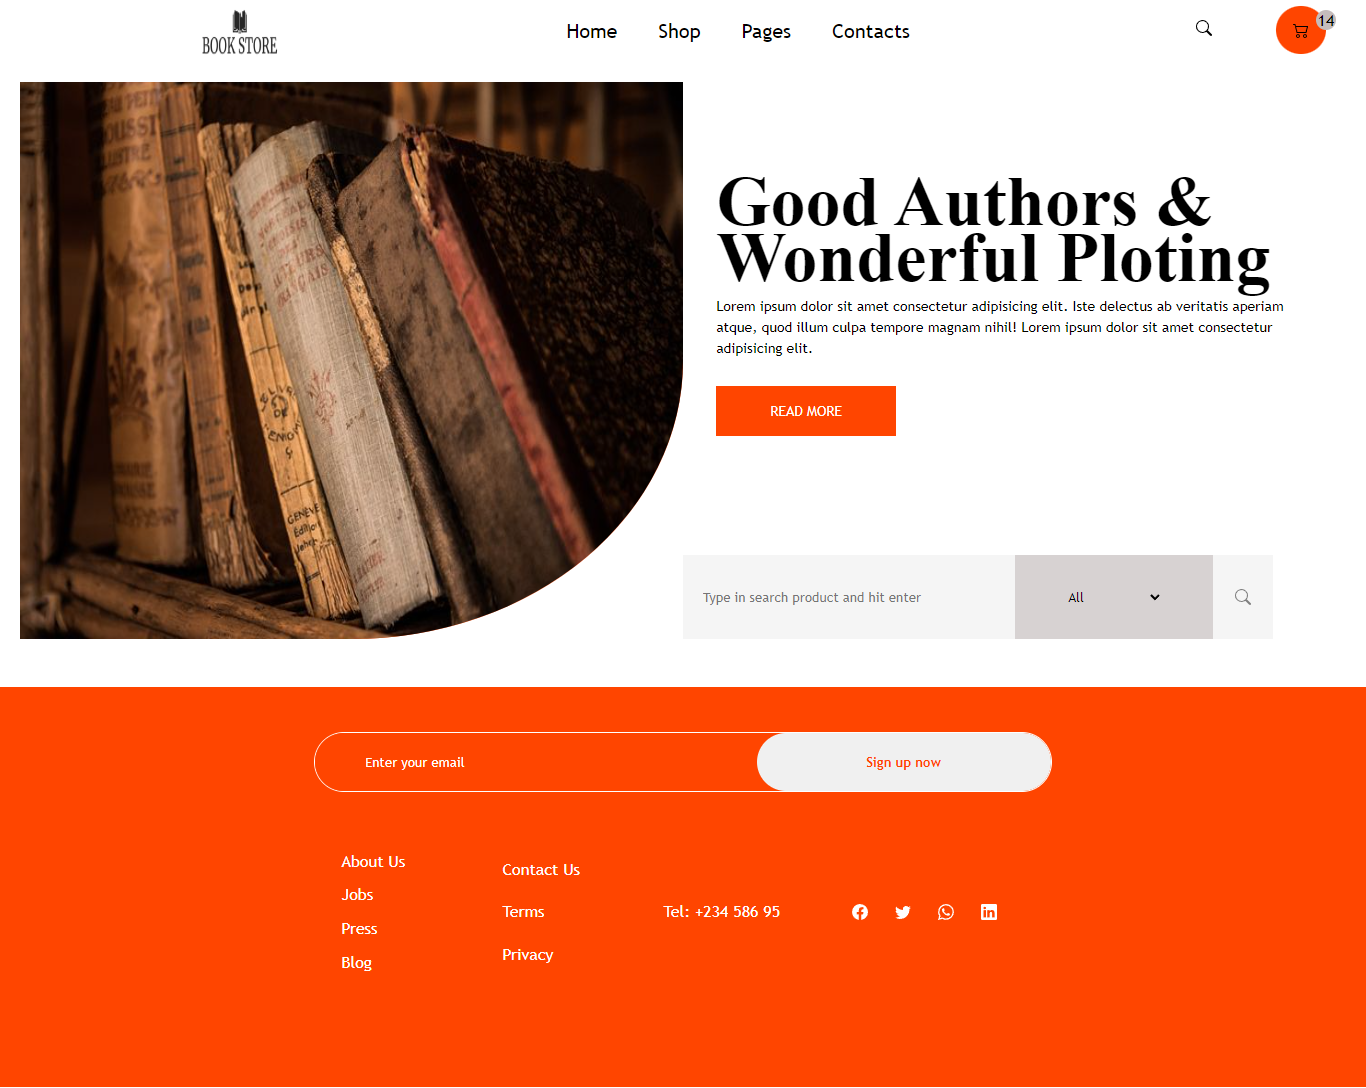 BOOK STORE
Home
Shop
Pages
Contacts
14
Good Authors &
Wonderful Ploting
Lorem ipsum dolor sit amet consectetur adipisicing elit. Iste delectus ab veritatis aperiam
atque, quod illum culpa tempore magnam nihil! Lorem ipsum dolor sit amet consectetur
adipisicing elit.
READ MORE
Type in search product and hit enter
All
Enter your email
Sign up now
About Us
Jobs
Press
Blog
Contact Us
Terms
Privacy
Tel: +234 586 95